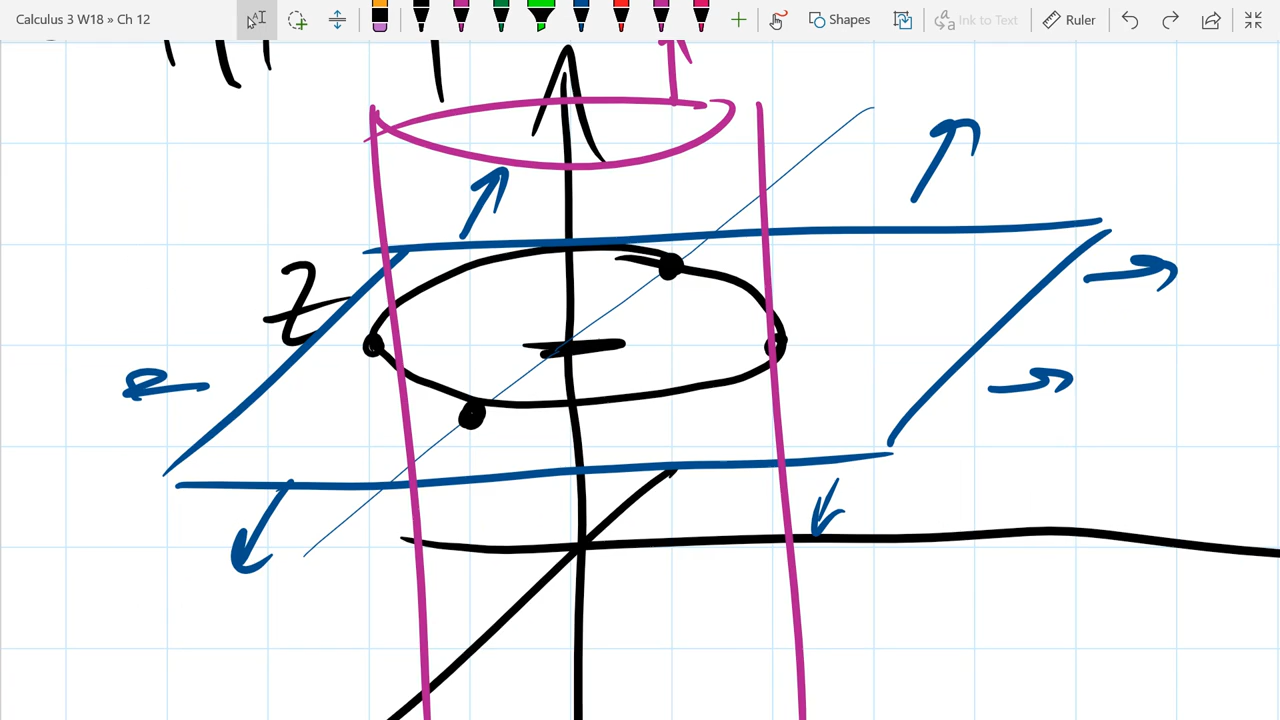 Calculus 3 W18 » Ch 12
Shapes
Ink to Text
Ruler
Z